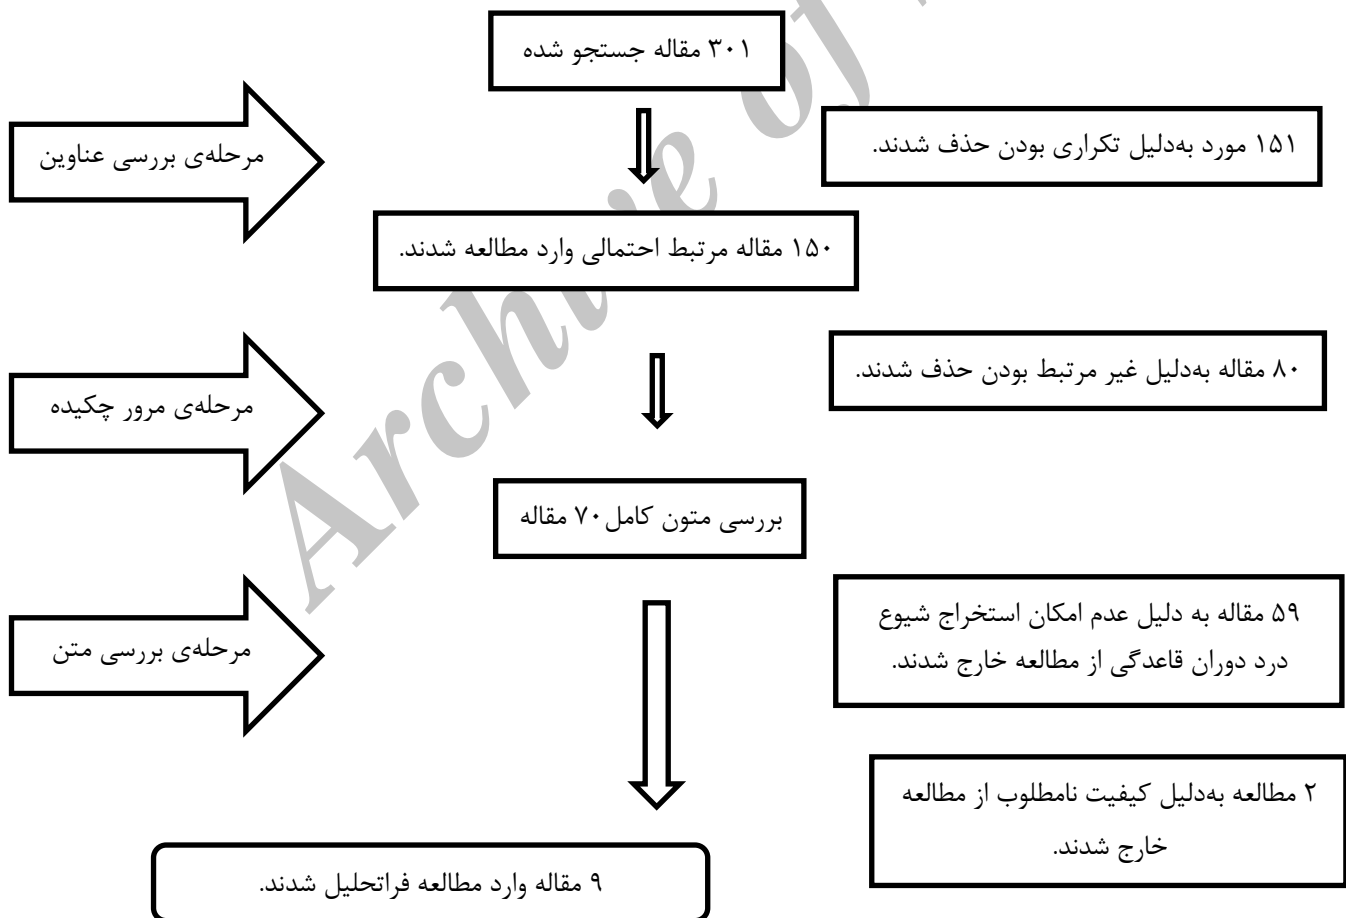 ۳۰۱ مقاله جستجو شده
مرحله‌ی بررسی عناوین
۱۵۱ مورد به‌دلیل تکراری بودن حذف شدند.
۱۵۰ مقاله مرتبط احتمالی وارد مطالعه شدند.
مرحله‌ی مرور چکیده
۸۰ مقاله به‌دلیل غیر مرتبط بودن حذف شدند.
بررسی متون کامل ۷۰ مقاله
مرحله‌ی بررسی متن
۵۹ مقاله به دلیل عدم امکان استخراج شیوع
درد دوران قاعدگی از مطالعه خارج شدند.
۲ مطالعه به‌دلیل کیفیت نامطلوب از مطالعه
خارج شدند.
۹ مقاله وارد مطالعه فراتحلیل شدند.
Archive of